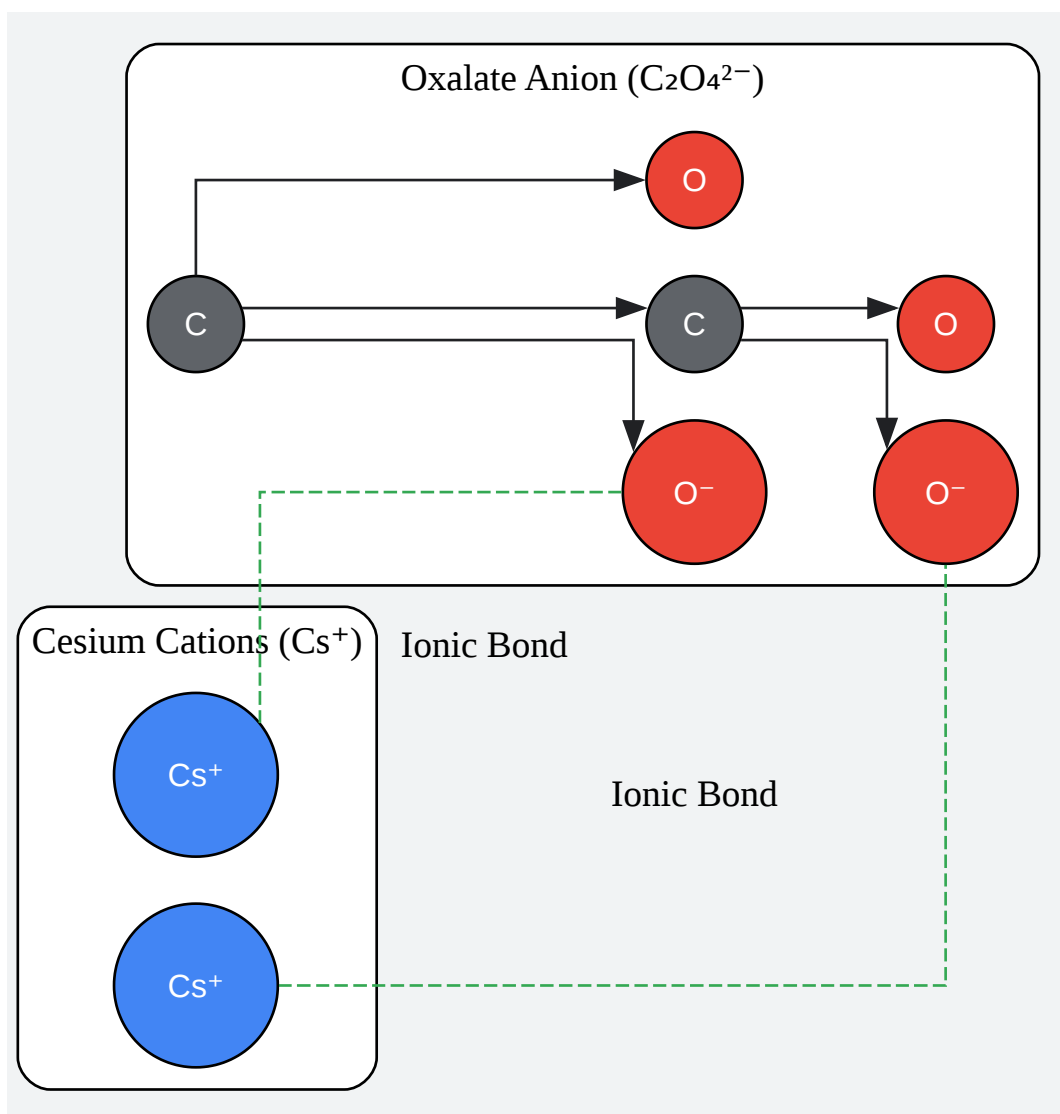 Oxalate Anion (C₂O₄²⁻)
O
C
C
O
O⁻
O⁻
Cesium Cations (Cs⁺)
Ionic Bond
Cs⁺
Ionic Bond
Cs⁺